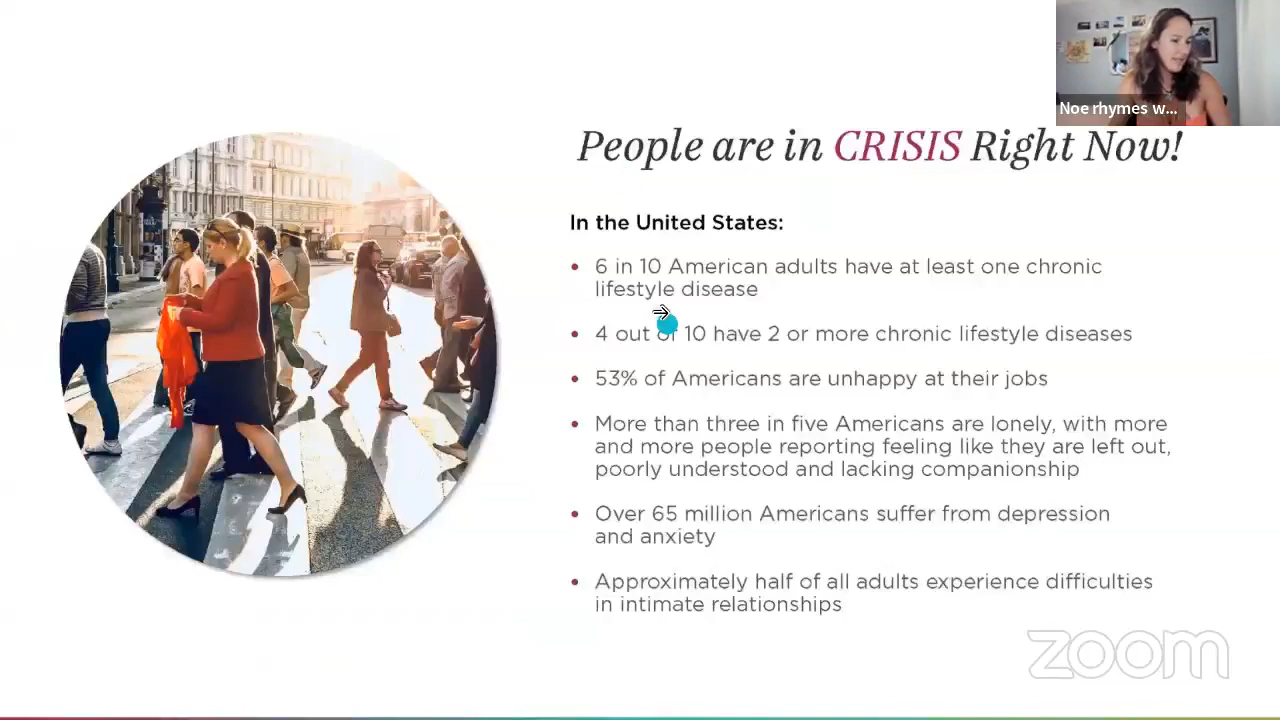 Noe rhymes w...
People are in CRISIS Right Now!
In the United States:
• 6 in 10 American adults have at least one chronic
lifestyle disease
• 4 out of 10 have 2 or more chronic lifestyle diseases
• 53% of Americans are unhappy at their jobs
• More than three in five Americans are lonely, with more
and more people reporting feeling like they are left out,
poorly understood and lacking companionship
• Over 65 million Americans suffer from depression
and anxiety
• Approximately half of all adults experience difficulties
in intimate relationships
zoom